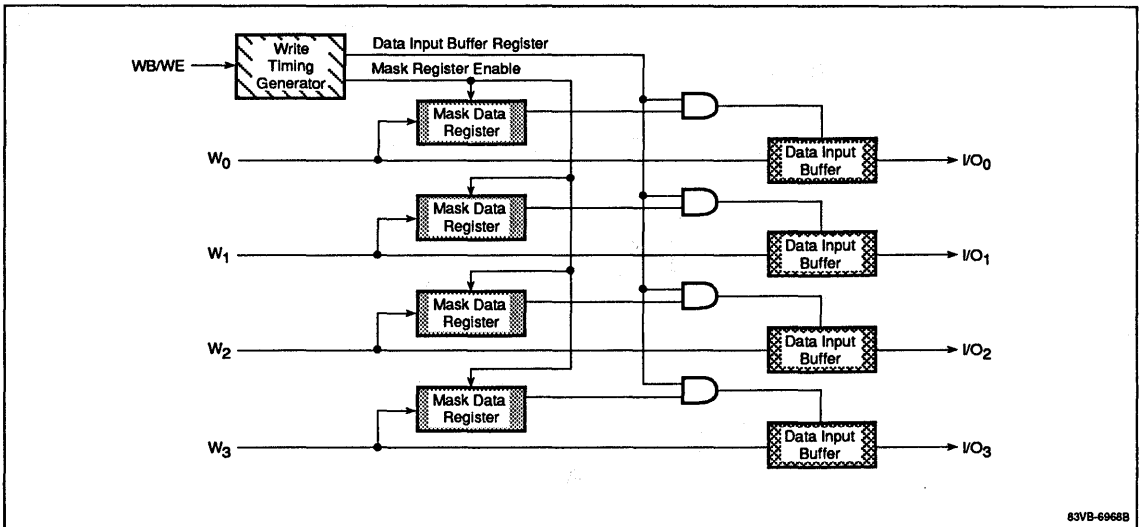 Write
Timing
Generator
WB/WE
Data Input Buffer Register
Mask Register Enable
Mask Data
Register
W0
Data Input
Buffer
I/O0
Mask Data
Register
W1
Data Input
Buffer
I/O1
Mask Data
Register
W2
Data Input
Buffer
I/O2
Mask Data
Register
W3
Data Input
Buffer
I/O3
83VB-6968B